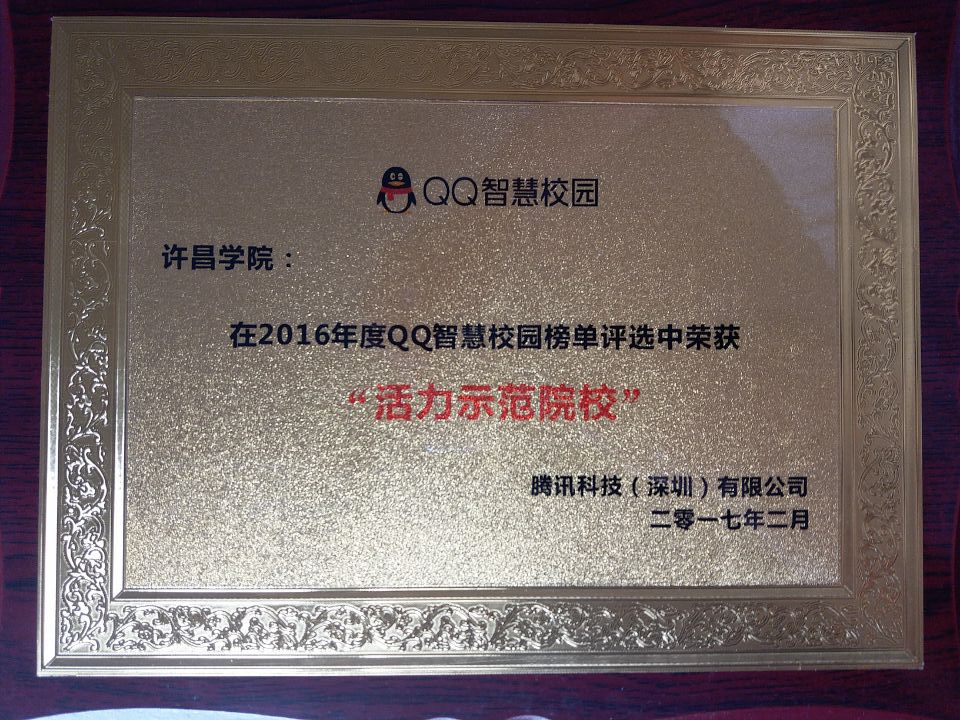 QQ智慧校园
许昌学院：
在2016年度QQ智慧校园榜单评选中荣获
“活力示范院校”
腾讯科技（深圳）有限公司
二零一七年二月